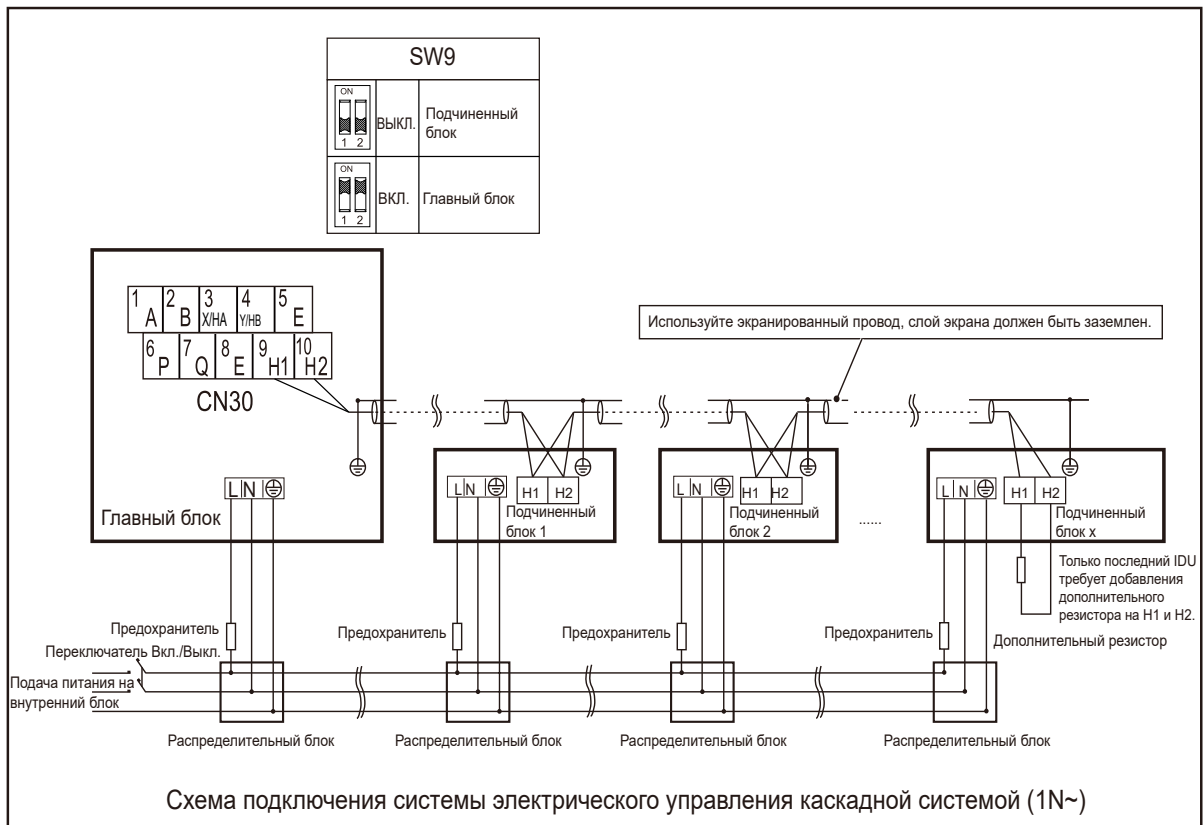 SW9
ON
1 2
ВЫКЛ.
Подчиненный
блок
ON
1 2
ВКЛ.
Главный блок
1 A
2 B
3 X/HA
4 Y/HB
5 E
6 P
7 Q
8 E
9 H1
10 H2
CN30
Используйте экранированный провод, слой экрана должен быть заземлен.
L N
Главный блок
L N
H1 H2
Подчиненный
блок 1
L N
H1 H2
Подчиненный
блок 2
......
L N
H1 H2
Подчиненный
блок x
Только последний IDU
требует добавления
дополнительного
резистора на H1 и H2.
Дополнительный резистор
Предохранитель
Предохранитель
Предохранитель
Предохранитель
Переключатель Вкл./Выкл.
Подача питания на
внутренний блок
Распределительный блок
Распределительный блок
Распределительный блок
Распределительный блок
Схема подключения системы электрического управления каскадной системой (1N~)